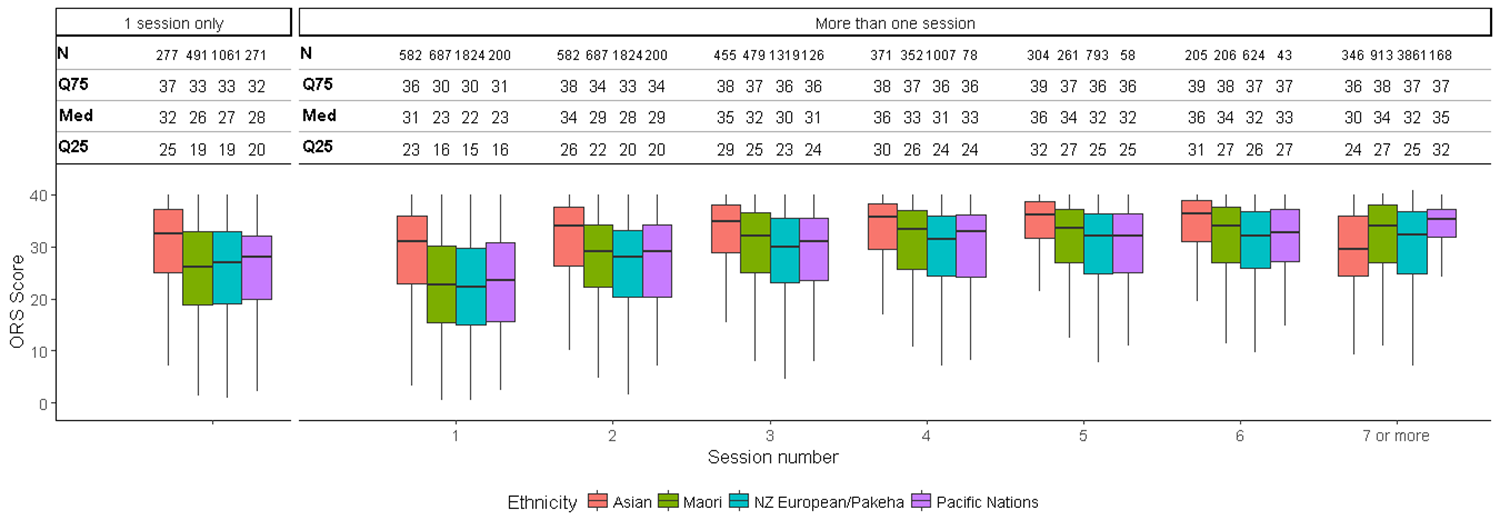 1 session only
More than one session
N 277 491 1061 271 N 582 687 1824 200 582 687 1824 200 455 479 1319 126 371 352 1007 78 304 261 793 58 205 206 624 43 346 913 3861 168
Q75 37 33 33 32 Q75 36 30 30 31 38 34 33 34 38 37 36 36 38 37 36 36 39 37 36 36 39 38 37 37 36 38 37 37
Med 32 26 27 28 Med 31 23 22 23 34 29 28 29 35 32 30 31 36 33 31 33 36 34 32 32 36 34 32 33 30 34 32 35
Q25 25 19 19 20 Q25 23 16 15 16 26 22 20 20 29 25 23 24 30 26 24 24 32 27 25 25 31 27 26 27 24 27 25 32
ORS Score
40
30
20
10
0
1 2 3 4 5 6 7 or more
Session number
Ethnicity Asian Maori NZ European/Pakeha Pacific Nations